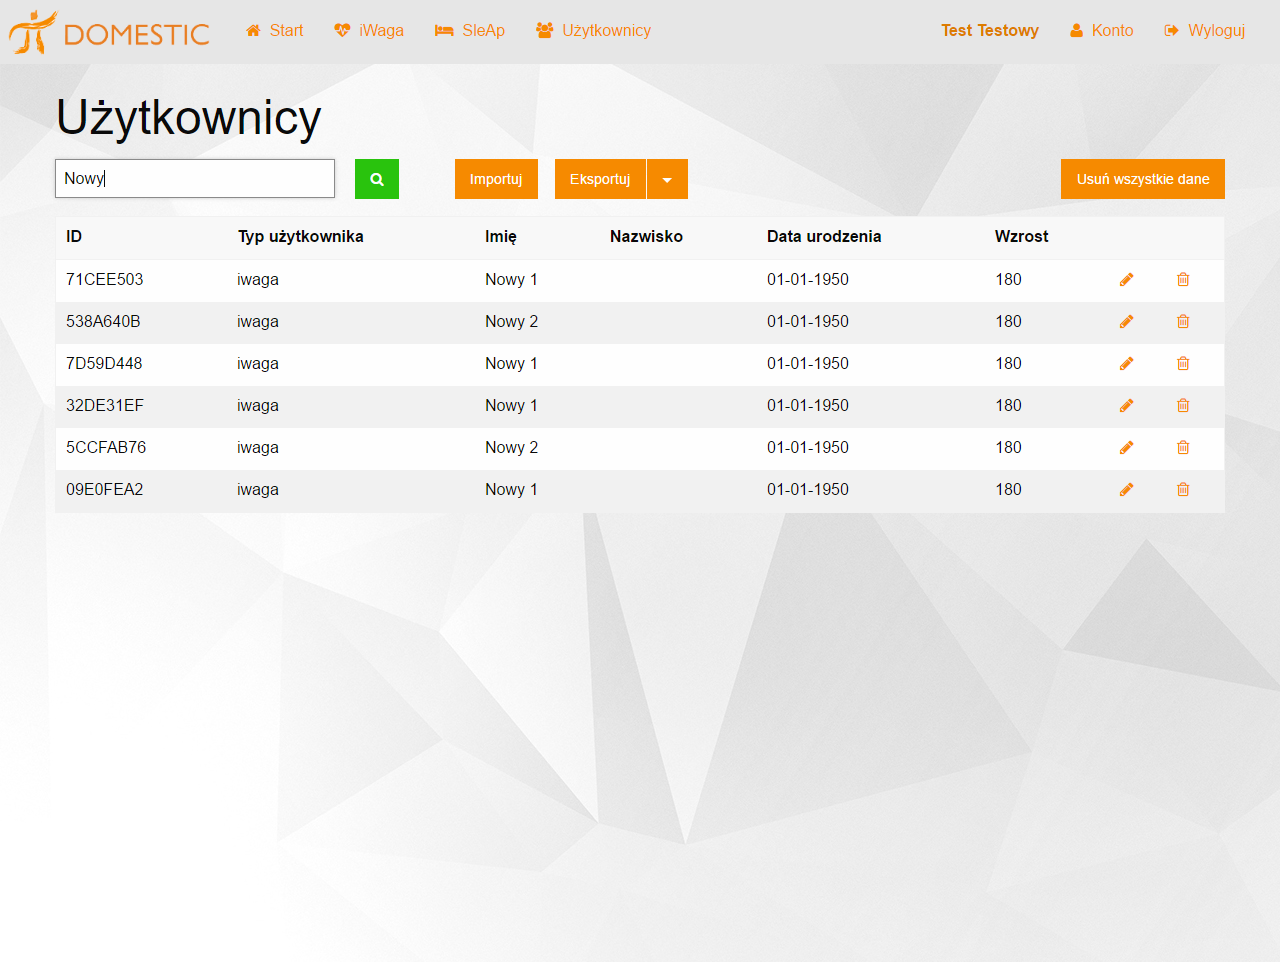 DOMESTIC Start iWaga SleAp Użytkownicy Test Testowy Konto Wyloguj
Użytkownicy
Nowy Importuj Eksportuj Usuń wszystkie dane
ID Typ użytkownika Imię Nazwisko Data urodzenia Wzrost
71CEE503 iwaga Nowy 1 01-01-1950 180
538A640B iwaga Nowy 2 01-01-1950 180
7D59D448 iwaga Nowy 1 01-01-1950 180
32DE31EF iwaga Nowy 1 01-01-1950 180
5CCFAB76 iwaga Nowy 2 01-01-1950 180
09E0FEA2 iwaga Nowy 1 01-01-1950 180